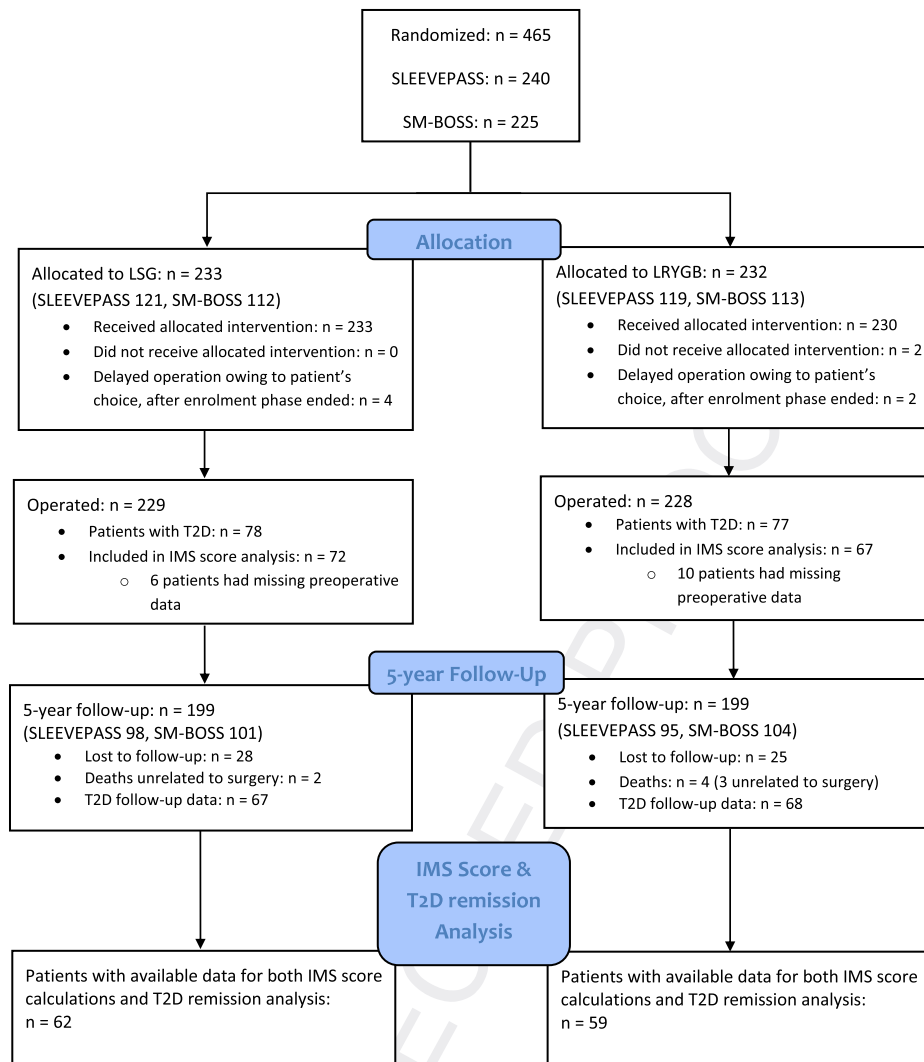 Randomized: n = 465
SLEEVEPASS: n = 240
SM-BOSS: n = 225
Allocation
Allocated to LSG: n = 233
(SLEEVEPASS 121, SM-BOSS 112)
• Received allocated intervention: n = 233
• Did not receive allocated intervention: n = 0
• Delayed operation owing to patient’s
choice, after enrolment phase ended: n = 4
Allocated to LRYGB: n = 232
(SLEEVEPASS 119, SM-BOSS 113)
• Received allocated intervention: n = 230
• Did not receive allocated intervention: n = 2
• Delayed operation owing to patient’s
choice, after enrolment phase ended: n = 2
Operated: n = 229
• Patients with T2D: n = 78
• Included in IMS score analysis: n = 72
○ 6 patients had missing preoperative
data
Operated: n = 228
• Patients with T2D: n = 77
• Included in IMS score analysis: n = 67
○ 10 patients had missing
preoperative data
5-year Follow-Up
5-year follow-up: n = 199
(SLEEVEPASS 98, SM-BOSS 101)
• Lost to follow-up: n = 28
• Deaths unrelated to surgery: n = 2
• T2D follow-up data: n = 67
5-year follow-up: n = 199
(SLEEVEPASS 95, SM-BOSS 104)
• Lost to follow-up: n = 25
• Deaths: n = 4 (3 unrelated to surgery)
• T2D follow-up data: n = 68
IMS Score &
T2D remission
Analysis
Patients with available data for both IMS score
calculations and T2D remission analysis:
n = 62
Patients with available data for both IMS score
calculations and T2D remission analysis:
n = 59